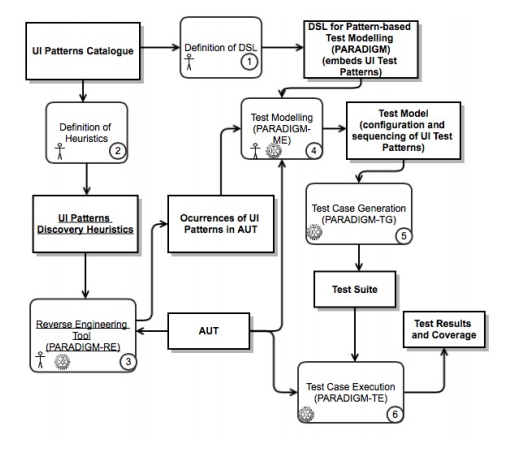 UI Patterns Catalogue
Definition of DSL
1
DSL for Pattern-based
Test Modelling
(PARADIGM)
(embeds UI Test
Patterns)
Definition of
Heuristics
2
Test Modelling
(PARADIGM-
ME)
4
Test Model
(configuration and
sequencing of UI Test
Patterns)
UI Patterns
Discovery Heuristics
Ocurrences of UI
Patterns in AUT
Test Case Generation
(PARADIGM-TG)
5
Test Suite
Reverse Engineering
Tool
(PARADIGM-RE)
3
AUT
Test Results
and Coverage
Test Case Execution
(PARADIGM-TE)
6